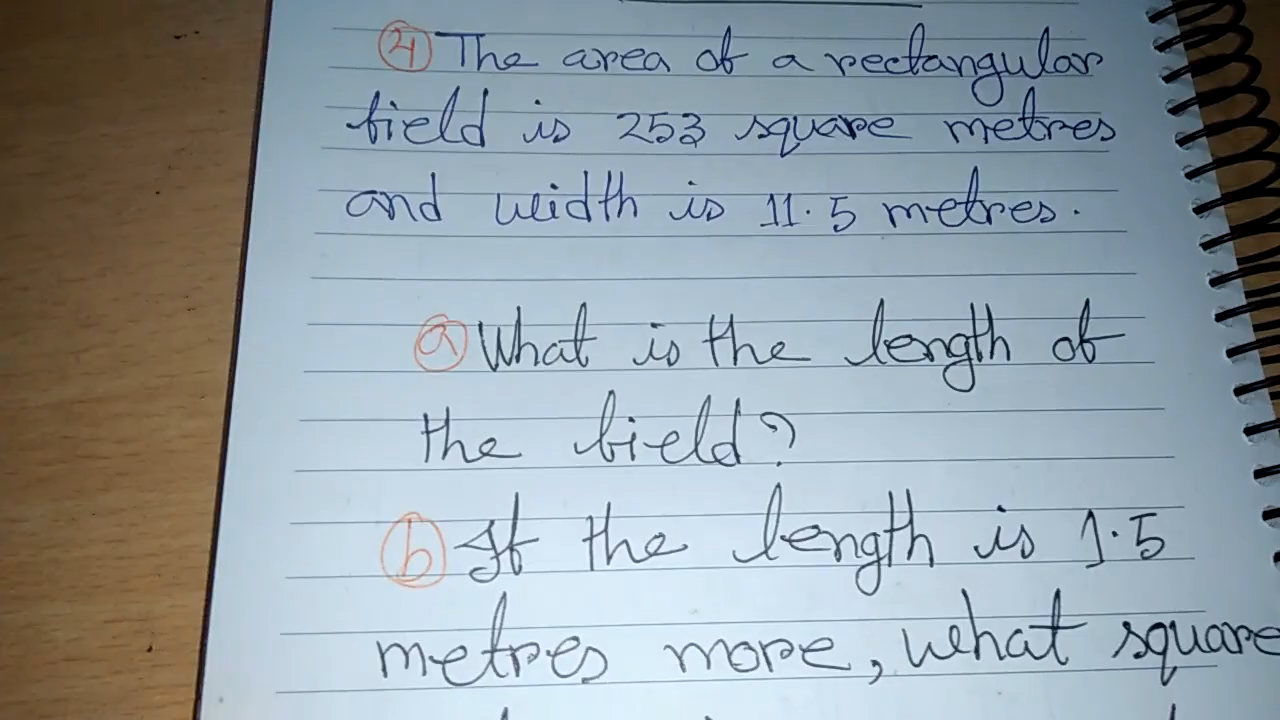 4 The area of a rectangular
field is 253 square metres
and width is 11.5 metres.
a What is the length of
the field?
b If the length is 1.5
metres more, what square